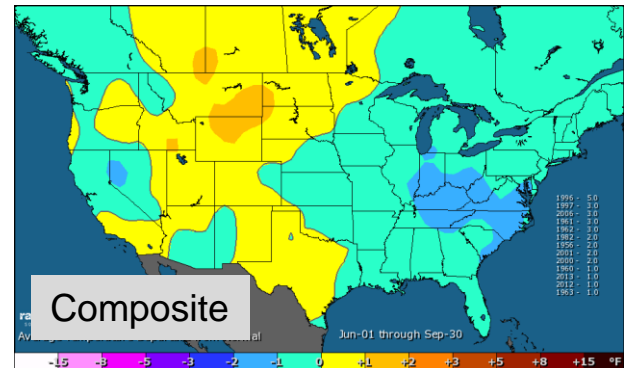 1996 - 5.0
1997 - 3.0
2006 - 3.0
1961 - 3.0
1962 - 3.0
1982 - 2.0
1956 - 2.0
2001 - 2.0
2000 - 2.0
1960 - 1.0
2013 - 1.0
2012 - 1.0
1963 - 1.0
Composite
Jun-01 through Sep-30
-15 -8 -5 -3 -2 -1 0 +1 +2 +3 +5 +8 +15 °F